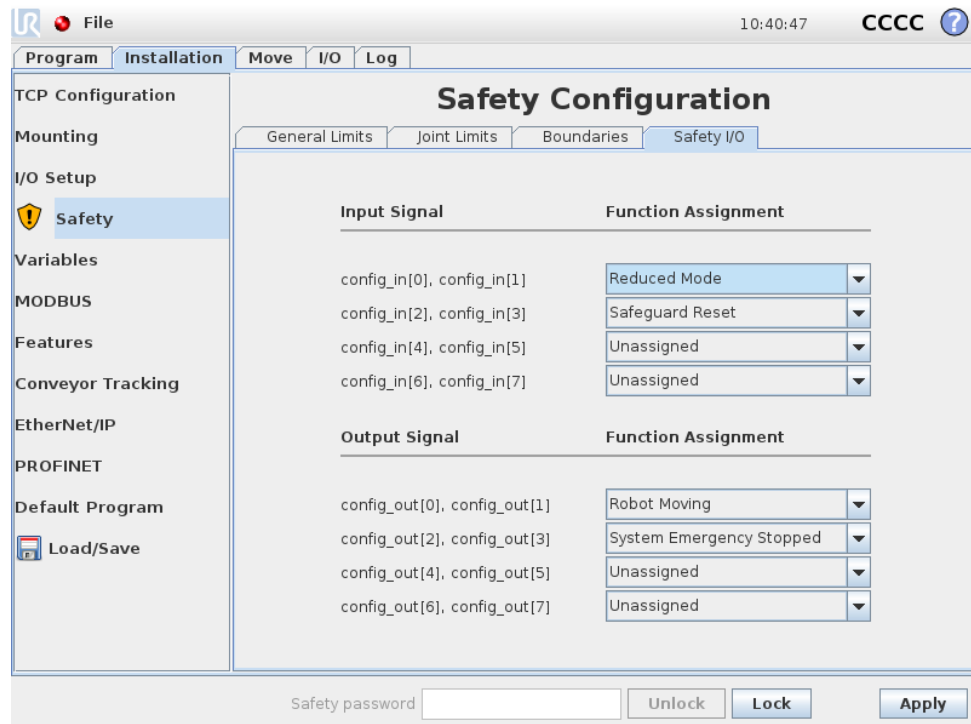 UR File 10:40:47 CCCC ?
Program Installation Move I/O Log
TCP Configuration
Mounting
I/O Setup
Safety
Variables
MODBUS
Features
Conveyor Tracking
EtherNet/IP
PROFINET
Default Program
Load/Save
Safety Configuration
General Limits Joint Limits Boundaries Safety I/O
Input Signal Function Assignment
config_in[0], config_in[1] Reduced Mode
config_in[2], config_in[3] Safeguard Reset
config_in[4], config_in[5] Unassigned
config_in[6], config_in[7] Unassigned
Output Signal Function Assignment
config_out[0], config_out[1] Robot Moving
config_out[2], config_out[3] System Emergency Stopped
config_out[4], config_out[5] Unassigned
config_out[6], config_out[7] Unassigned
Safety password Unlock Lock Apply